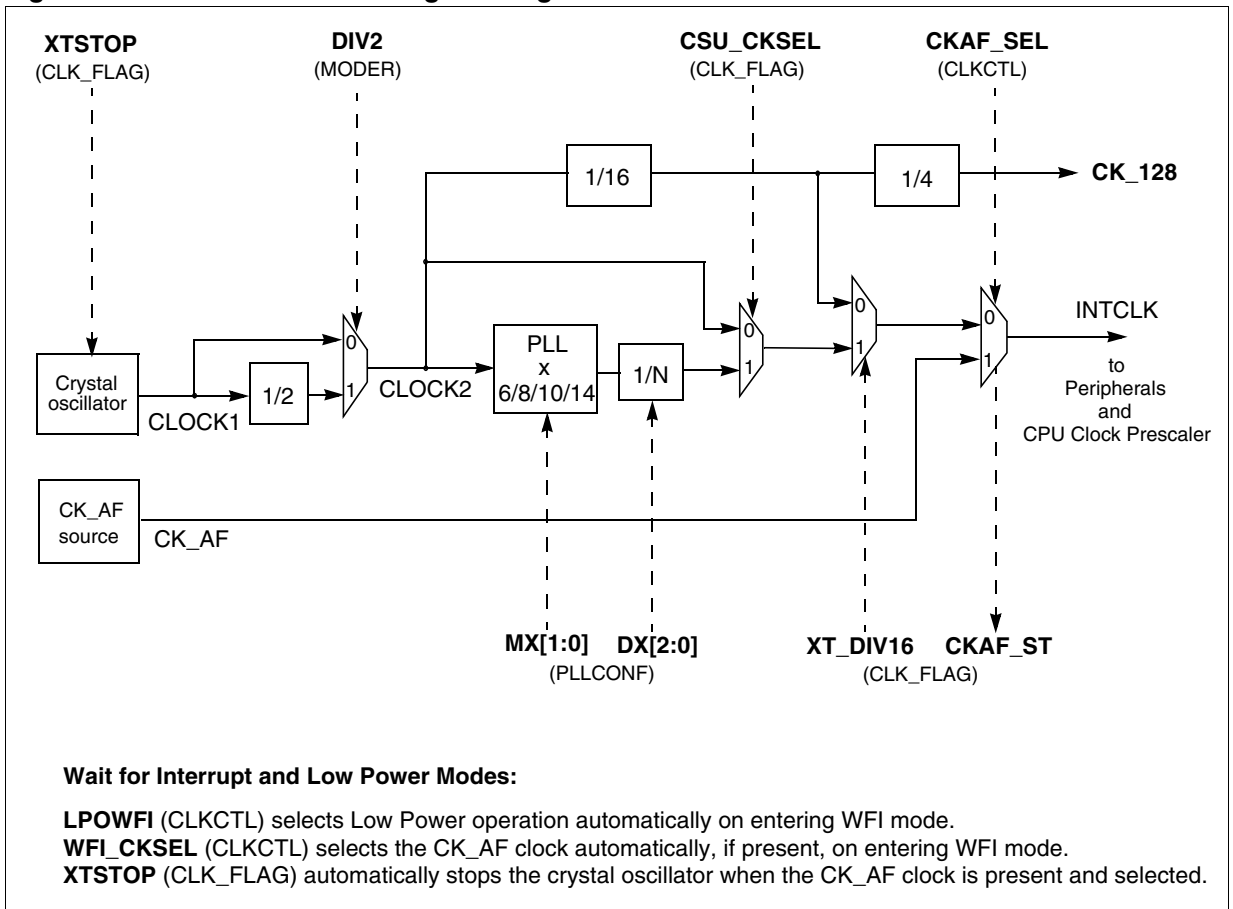 XTSTOP
(CLK_FLAG)
DIV2
(MODER)
CSU_CKSEL
(CLK_FLAG)
CKAF_SEL
(CLKCTL)
1/16
1/4
CK_128
Crystal
oscillator
CLOCK1
1/2
0
1
CLOCK2
PLL
x
6/8/10/14
1/N
0
1
0
1
0
1
INTCLK
to
Peripherals
and
CPU Clock Prescaler
CK_AF
source
CK_AF
MX[1:0]
DX[2:0]
(PLLCONF)
XT_DIV16
CKAF_ST
(CLK_FLAG)
Wait for Interrupt and Low Power Modes:
LPOWFI (CLKCTL) selects Low Power operation automatically on entering WFI mode.
WFI_CKSEL (CLKCTL) selects the CK_AF clock automatically, if present, on entering WFI mode.
XTSTOP (CLK_FLAG) automatically stops the crystal oscillator when the CK_AF clock is present and selected.